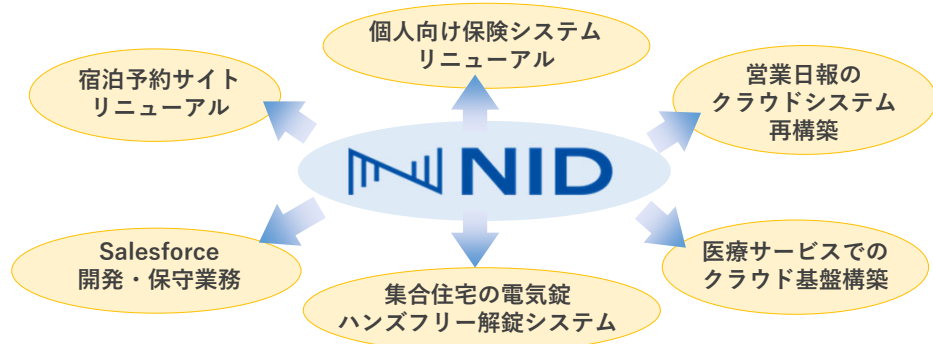 個人向け保険システム
リニューアル
宿泊予約サイト
リニューアル
営業日報の
クラウドシステム
再構築
NID
Salesforce
開発・保守業務
医療サービスでの
クラウド基盤構築
集合住宅の電気錠
ハンズフリー解錠システム